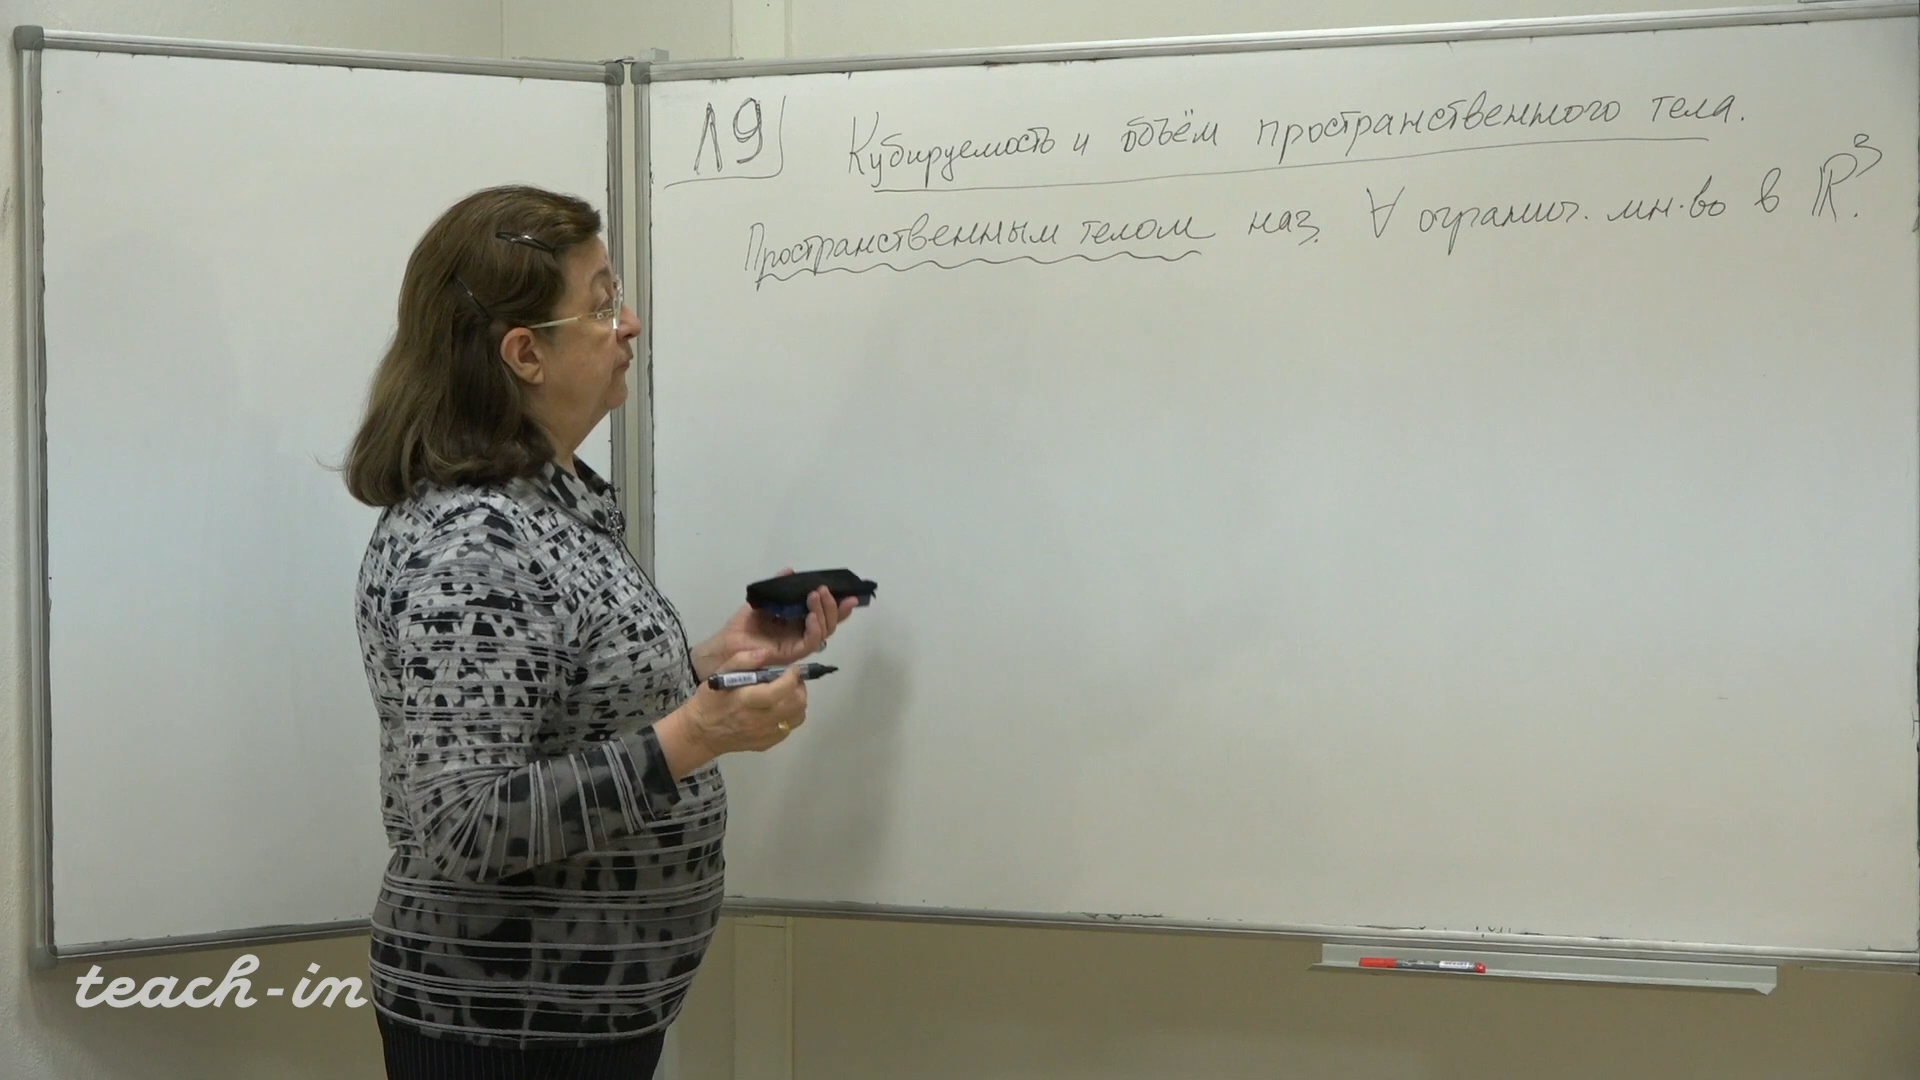 Л9
Кубируемость и объём пространственного тела.
Пространственным телом наз. ∀ огранич. мн-во в ℝ³.
teach-in